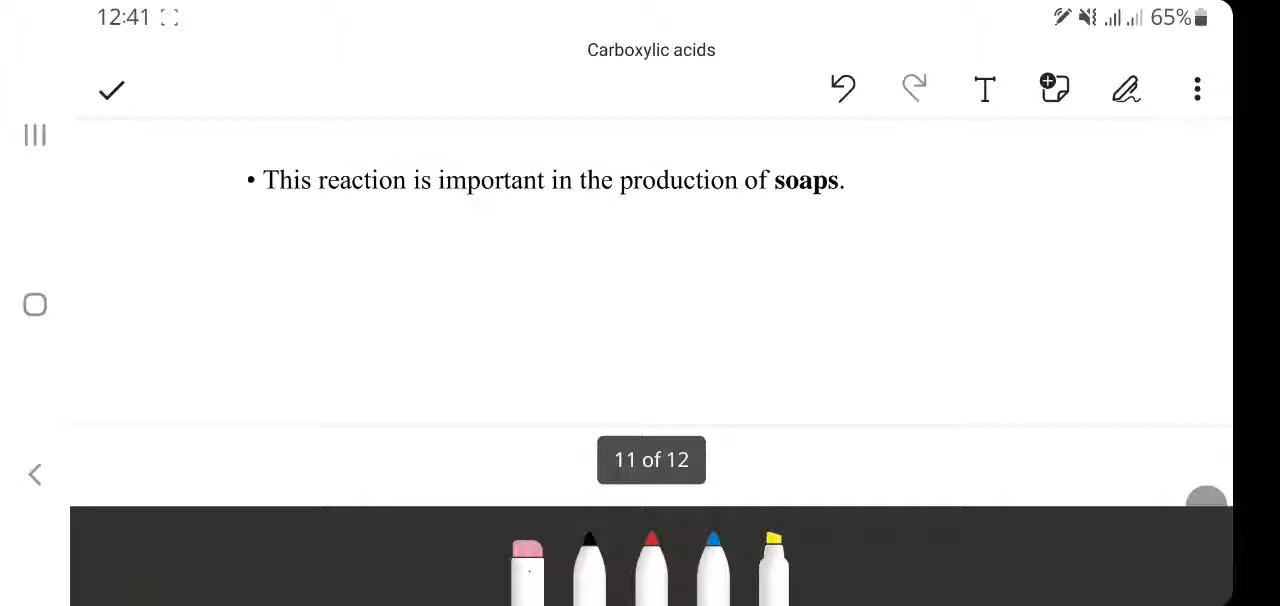 12:41 65%
Carboxylic acids
T
• This reaction is important in the production of soaps.
11 of 12